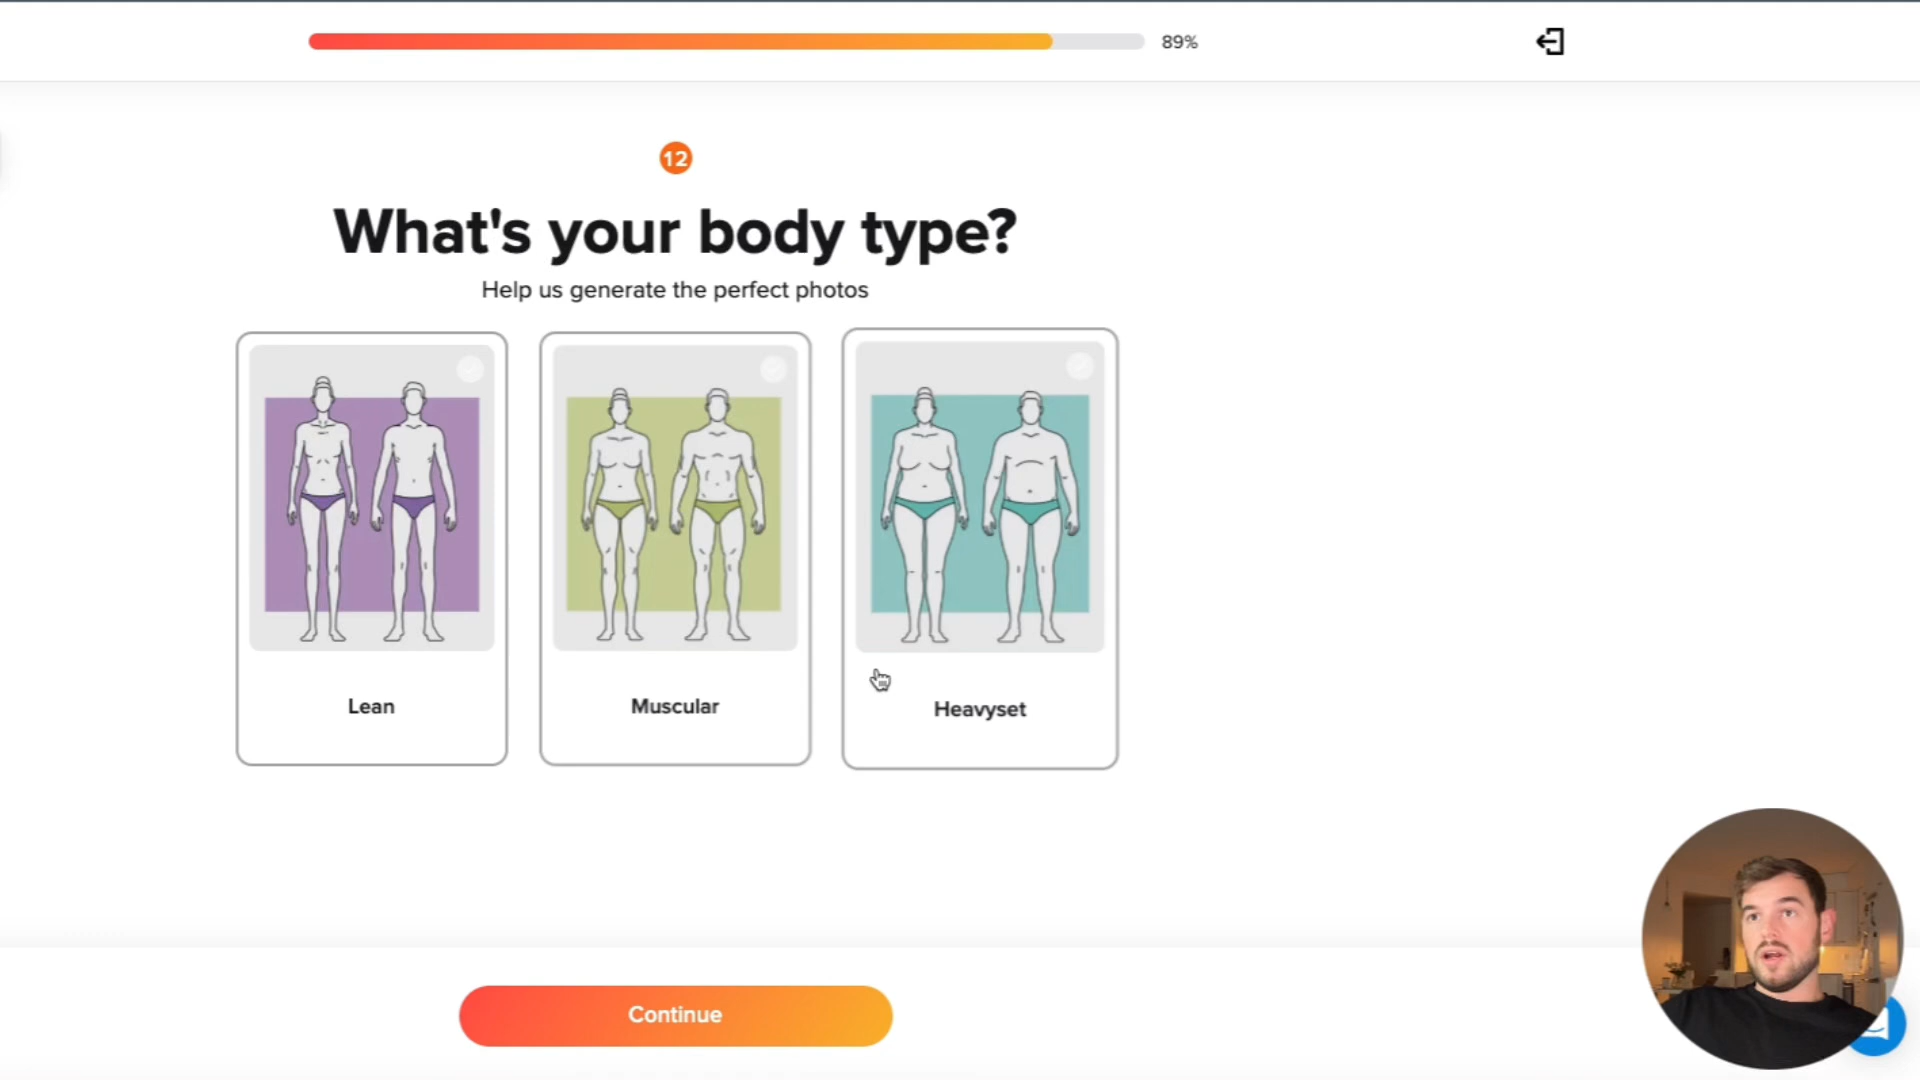 89%
12
What's your body type?
Help us generate the perfect photos
Lean
Muscular
Heavyset
Continue